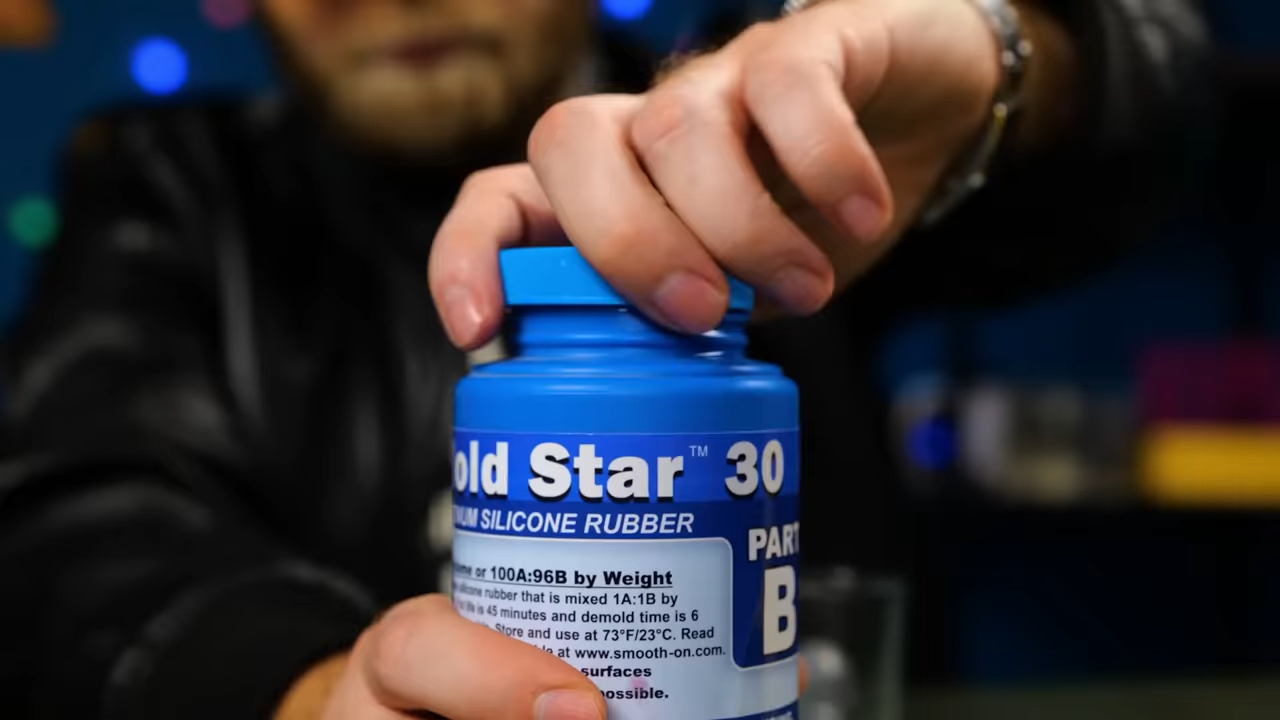 old Star™ 30
UM SILICONE RUBBER
PART
B
or 100A:96B by Weight
silicone rubber that is mixed 1A:1B by
is 45 minutes and demold time is 6
Store and use at 73°F/23°C. Read
at www.smooth-on.com.
surfaces
possible.